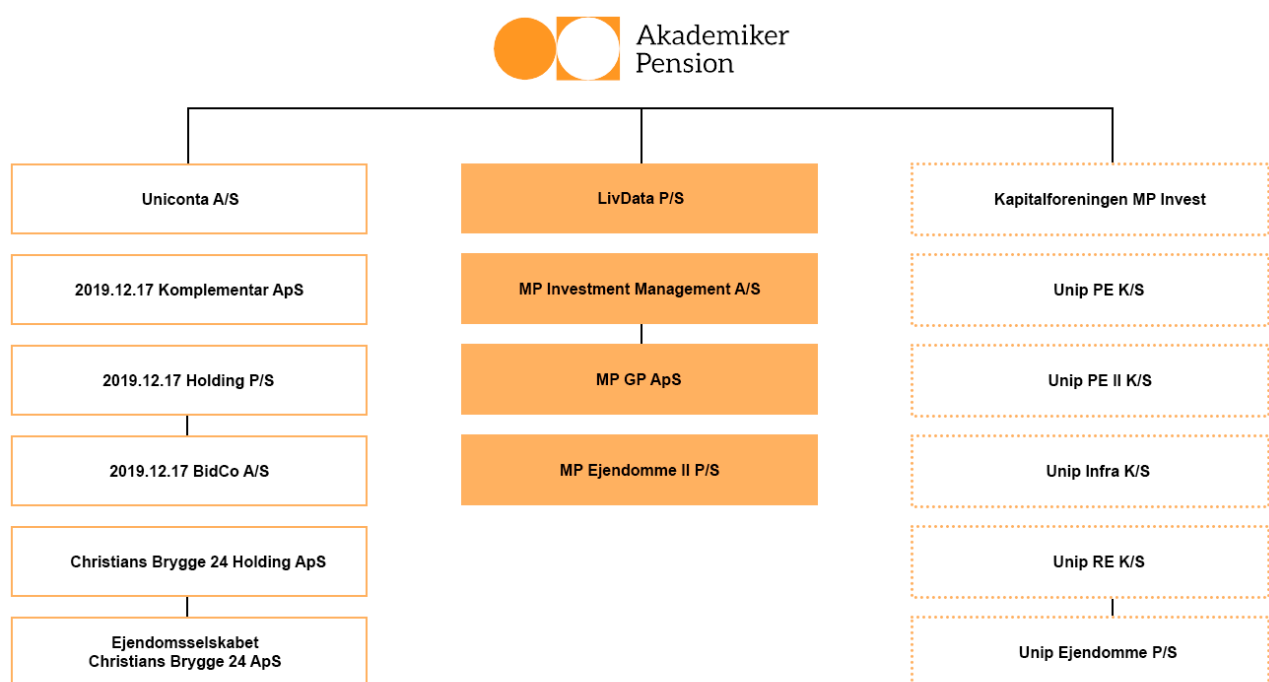 Akademiker
Pension
Uniconta A/S
2019.12.17 Komplementar ApS
2019.12.17 Holding P/S
2019.12.17 BidCo A/S
Christians Brygge 24 Holding ApS
Ejendomsselskabet
Christians Brygge 24 ApS
LivData P/S
MP Investment Management A/S
MP GP ApS
MP Ejendomme II P/S
Kapitalforeningen MP Invest
Unip PE K/S
Unip PE II K/S
Unip Infra K/S
Unip RE K/S
Unip Ejendomme P/S